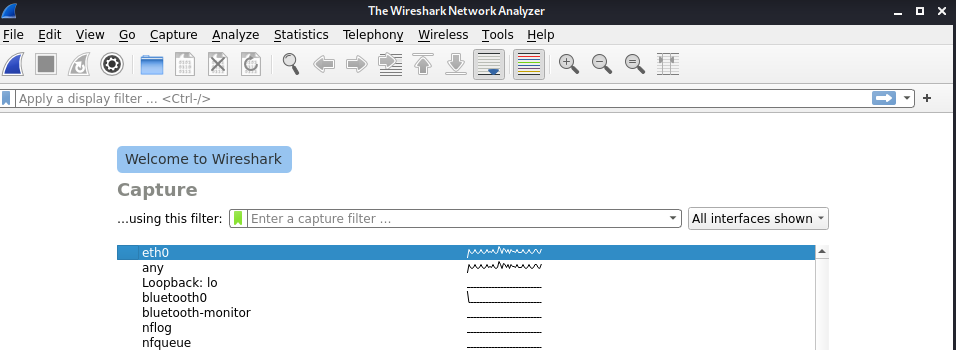 The Wireshark Network Analyzer
File Edit View Go Capture Analyze Statistics Telephony Wireless Tools Help
Apply a display filter ... <Ctrl-/>
Welcome to Wireshark
Capture
...using this filter: Enter a capture filter ... All interfaces shown
eth0
any
Loopback: lo
bluetooth0
bluetooth-monitor
nflog
nfqueue